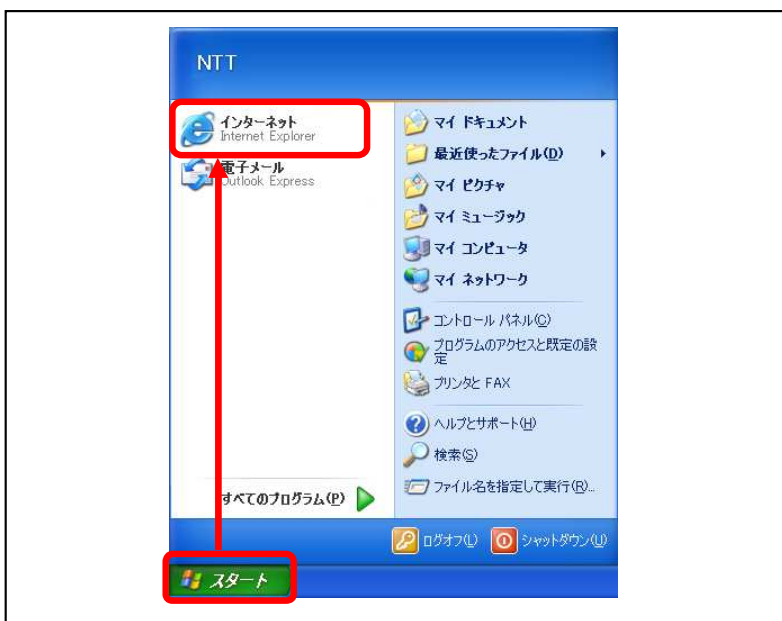 NTT
インターネット
Internet Explorer
電子メール
Outlook Express
すべてのプログラム(P)
マイ ドキュメント
最近使ったファイル(D)
マイ ピクチャ
マイ ミュージック
マイ コンピュータ
マイ ネットワーク
コントロール パネル(C)
プログラムのアクセスと既定の設
定
プリンタと FAX
ヘルプとサポート(H)
検索(S)
ファイル名を指定して実行(R)...
ログオフ(L)
シャットダウン(U)
スタート